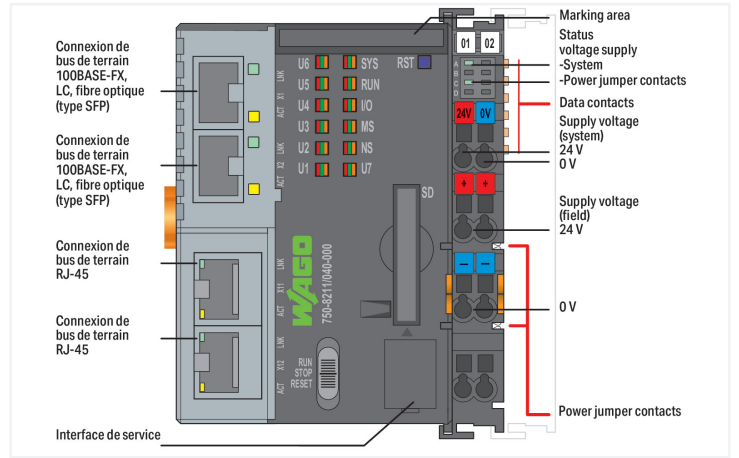 Connexion de
bus de terrain
100BASE-FX,
LC, fibre optique
(type SFP)
Connexion de
bus de terrain
100BASE-FX,
LC, fibre optique
(type SFP)
Connexion de
bus de terrain
RJ-45
Connexion de
bus de terrain
RJ-45
Interface de service
LNK
X1
ACT
LNK
X2
ACT
LNK
X11
ACT
LNK
X12
ACT
U6 SYS
U5 RUN
U4 I/O
U3 MS
U2 NS
U1 U7
RST
SD
WAGO
750-8211/040-000
RUN
STOP
RESET
01 02
A
B
C
D
24V 0V
+ +
— —
Marking area
Status
voltage supply
-System
-Power jumper contacts
Data contacts
Supply voltage
(system)
24 V
0 V
Supply voltage
(field)
24 V
0 V
Power jumper contacts